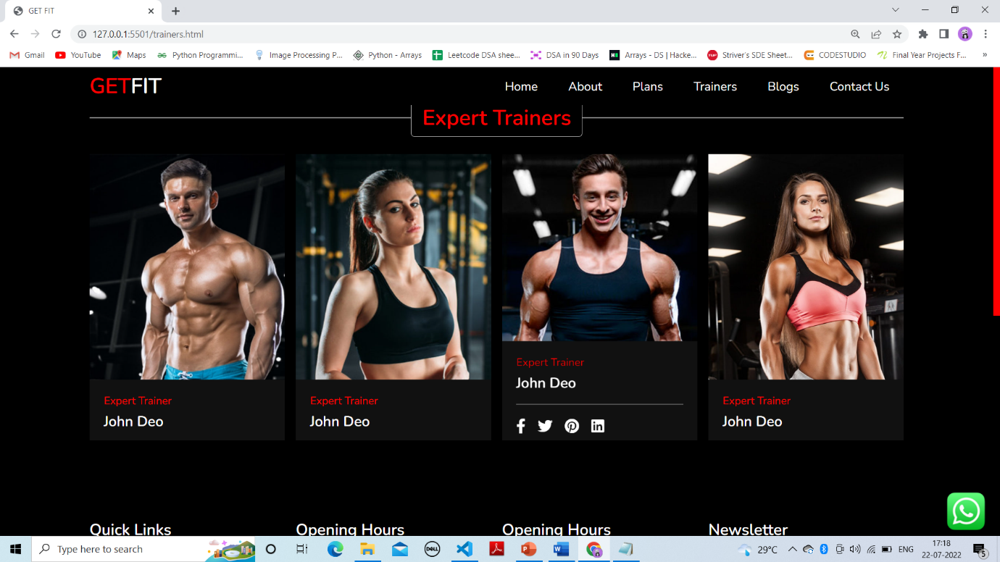 GET FIT
127.0.0.1:5501/trainers.html
Gmail
YouTube
Maps
Python Programmi...
Image Processing P...
Python - Arrays
Leetcode DSA shee...
DSA in 90 Days
Arrays - DS | Hacke...
Striver's SDE Sheet...
CODESTUDIO
Final Year Projects F...
»
GETFIT
Home
About
Plans
Trainers
Blogs
Contact Us
Expert Trainers
Expert Trainer
John Deo
Expert Trainer
John Deo
Expert Trainer
John Deo
Expert Trainer
John Deo
Quick Links
Opening Hours
Opening Hours
Newsletter
Type here to search
DELL
29°C
ENG
17:18
22-07-2022
5